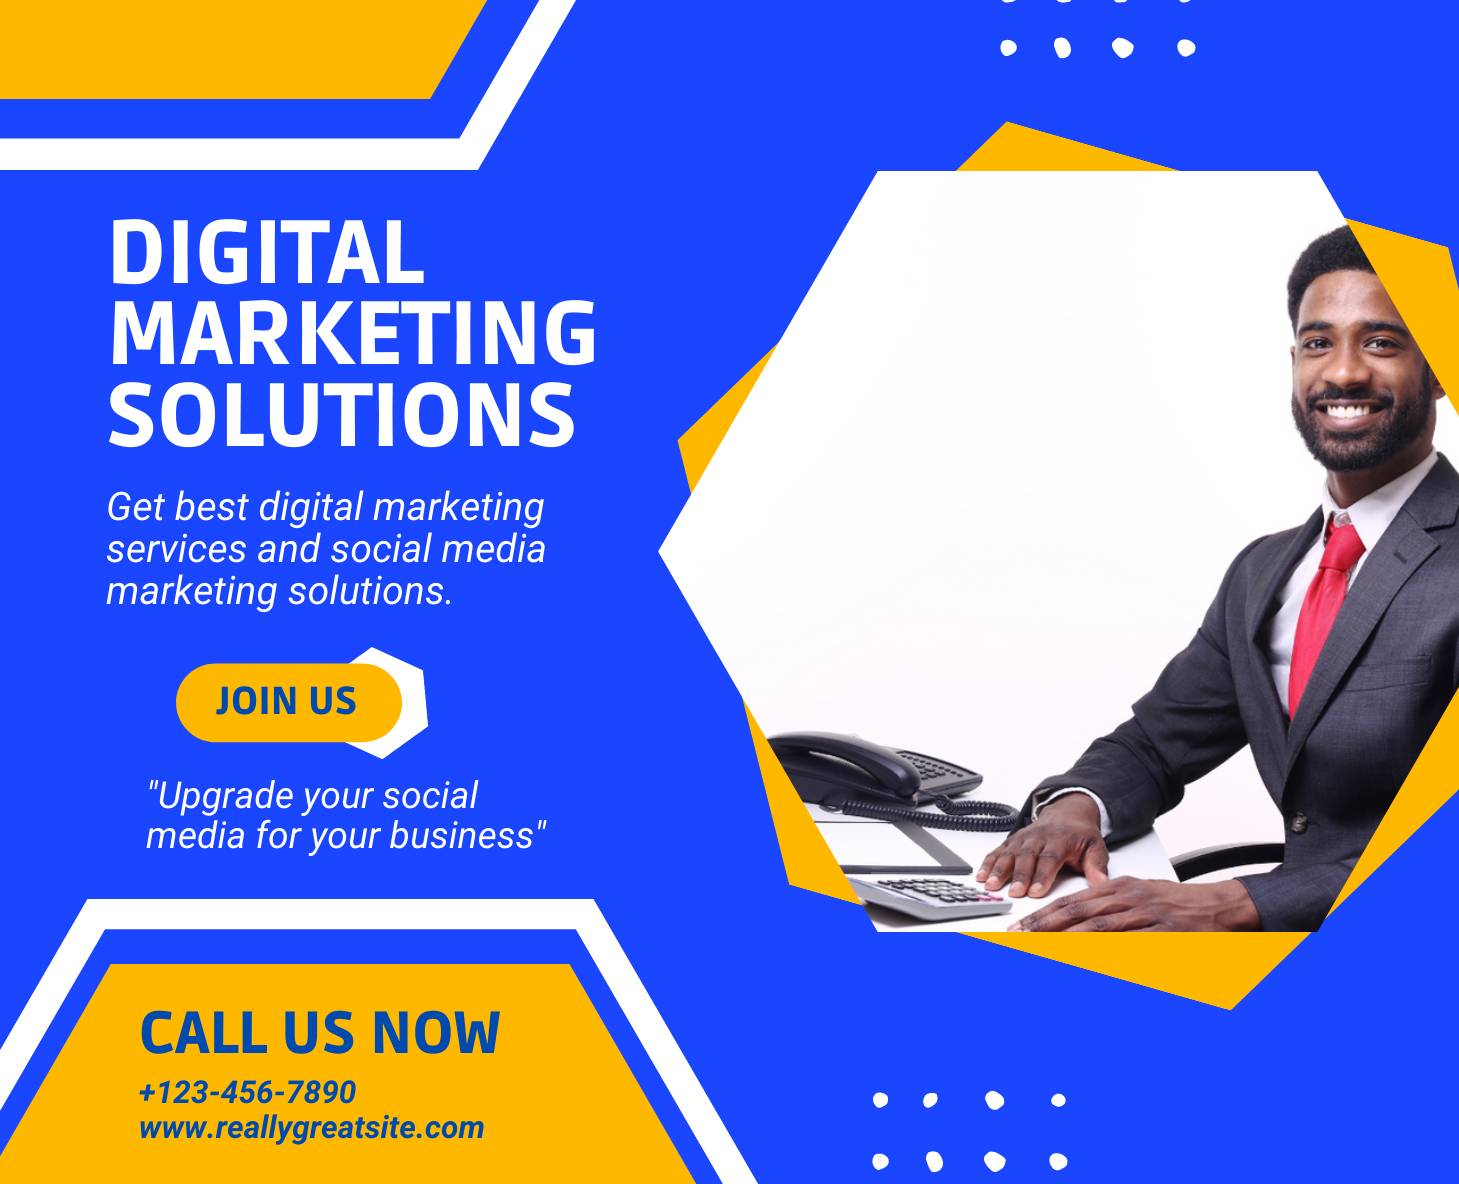 DIGITAL
MARKETING
SOLUTIONS
Get best digital marketing
services and social media
marketing solutions.
JOIN US
"Upgrade your social
media for your business"
CALL US NOW
+123-456-7890
www.reallygreatsite.com